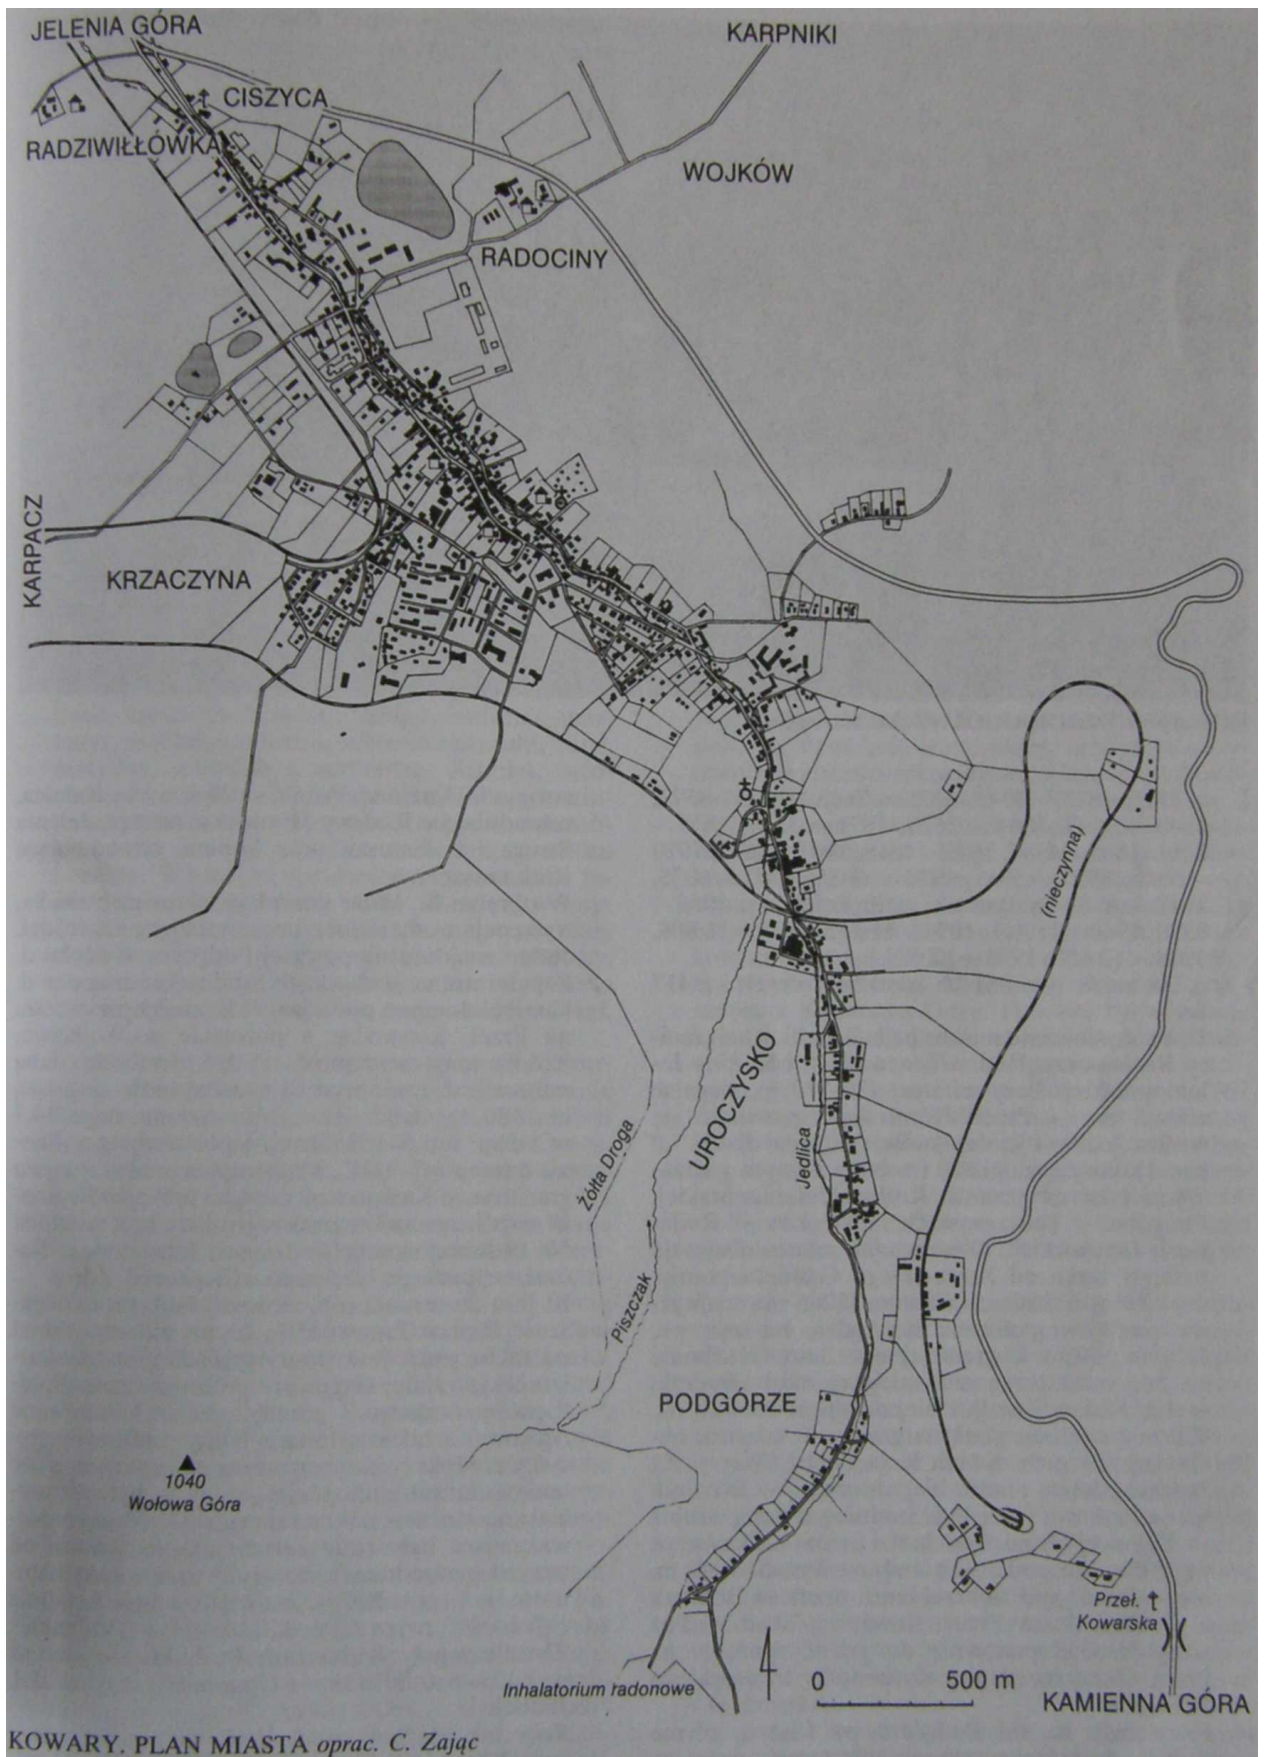 JELENIA GÓRA
KARPNIKI
CISZYCA
RADZIWIŁŁÓWKA
WOJKÓW
RADOCINY
KARPACZ
KRZACZYNA
(nieczynna)
UROCZYSKO
Żółta Droga
Jedlica
Piszczak
PODGÓRZE
1040
Wołowa Góra
Przeł.
Kowarska
Inhalatorium radonowe
0 500 m
KAMIENNA GÓRA
KOWARY. PLAN MIASTA oprac. C. Zając